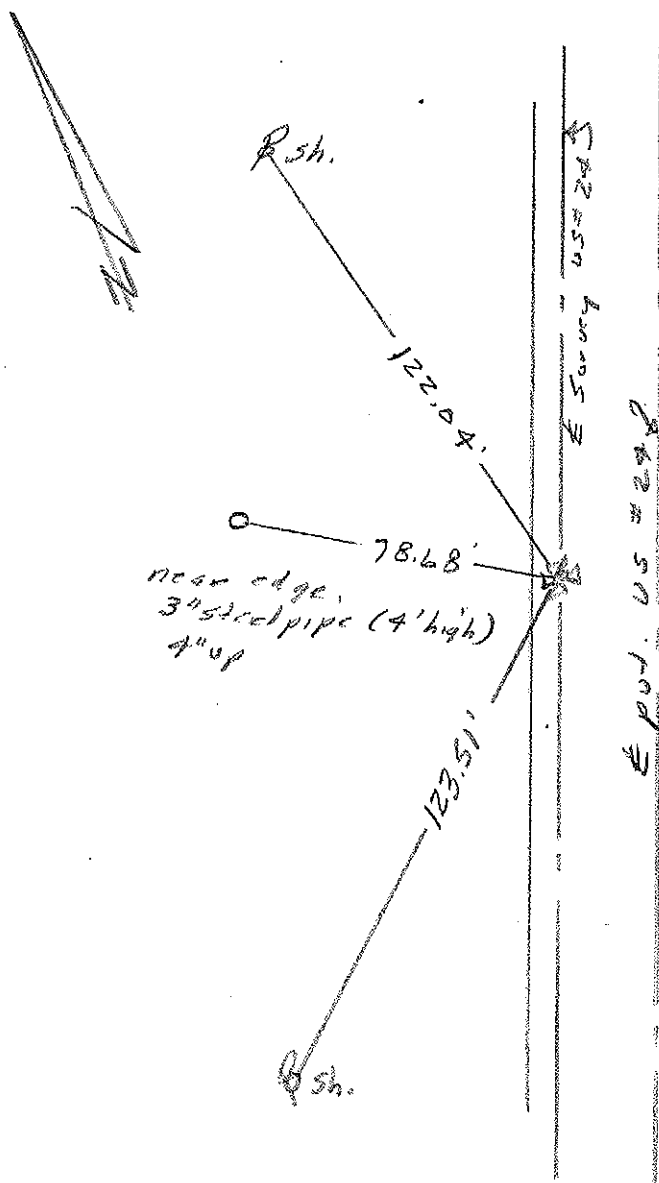 N
sh.
122.04'
℄ Survey US #24
℄ pvt. US #24
78.68'
near edge,
3" steel pipe (4' high)
4" up
123.51'
sh.